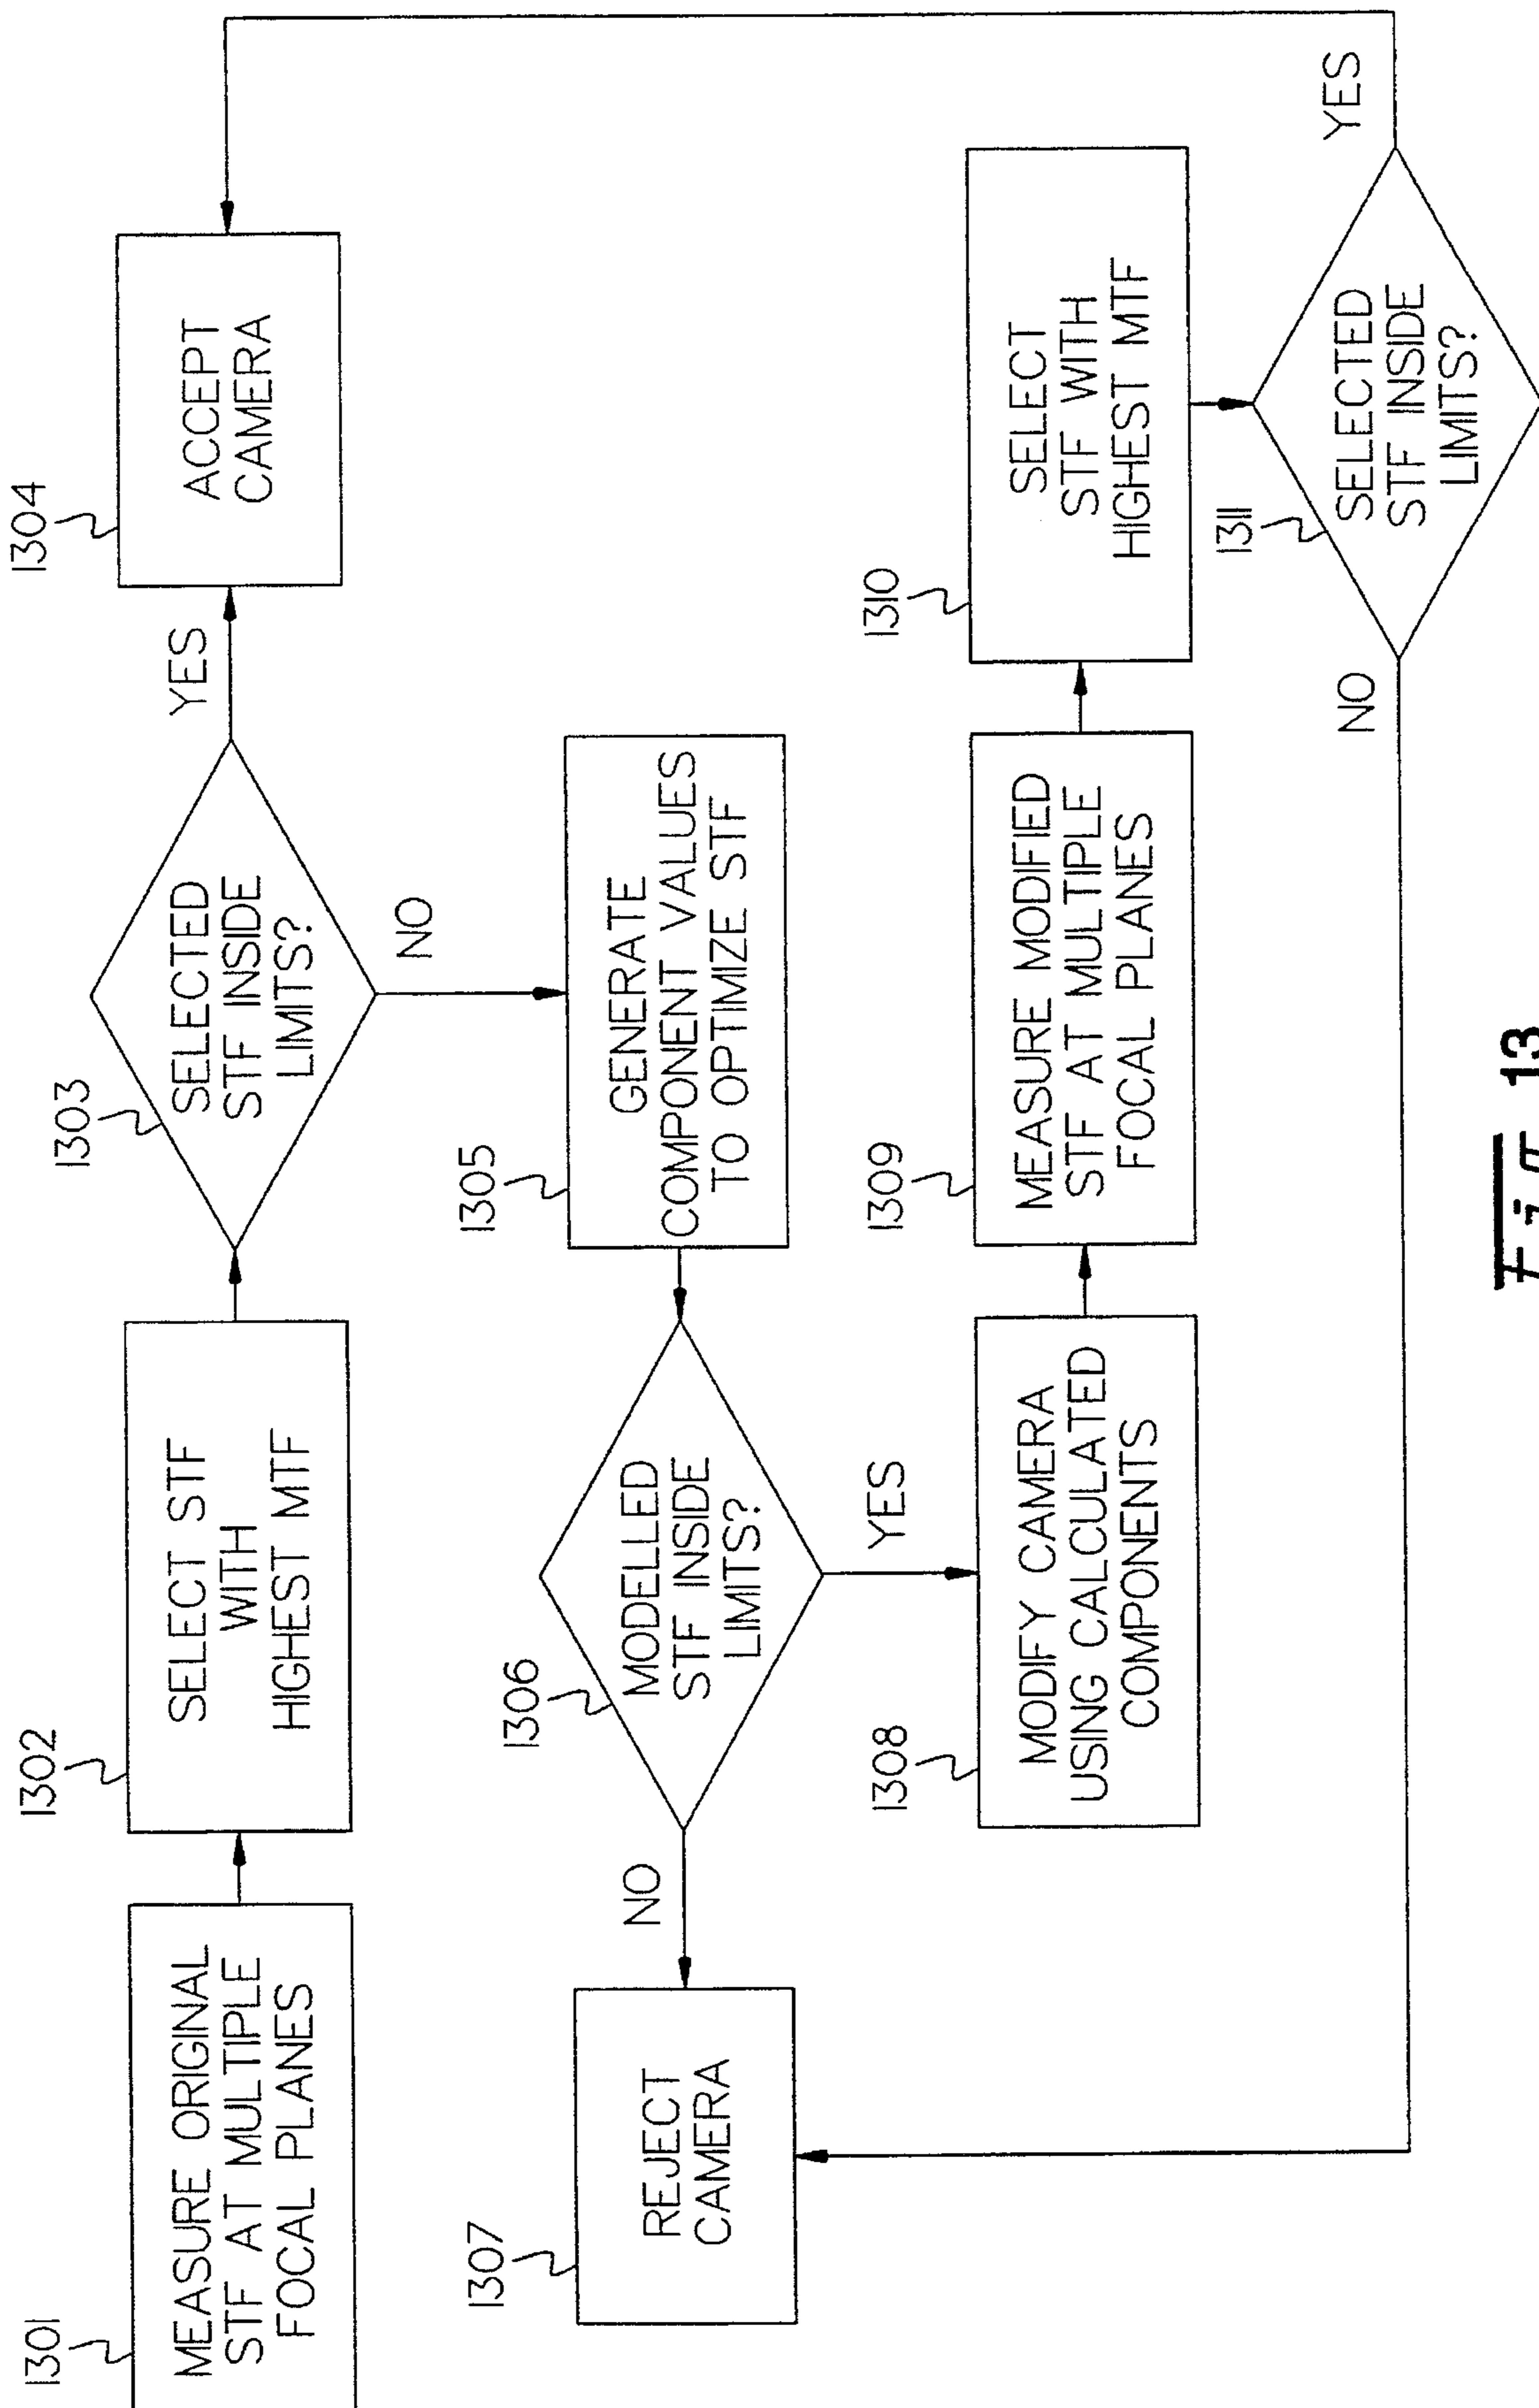 1301
MEASURE ORIGINAL
STF AT MULTIPLE
FOCAL PLANES
1302
SELECT STF
WITH
HIGHEST MTF
1303
SELECTED
STF INSIDE
LIMITS?
YES
NO
1304
ACCEPT
CAMERA
1305
GENERATE
COMPONENT VALUES
TO OPTIMIZE STF
1306
MODELLED
STF INSIDE
LIMITS?
NO
YES
1307
REJECT
CAMERA
1308
MODIFY CAMERA
USING CALCULATED
COMPONENTS
1309
MEASURE MODIFIED
STF AT MULTIPLE
FOCAL PLANES
1310
SELECT
STF WITH
HIGHEST MTF
1311
SELECTED
STF INSIDE
LIMITS?
NO
YES
Fig 13